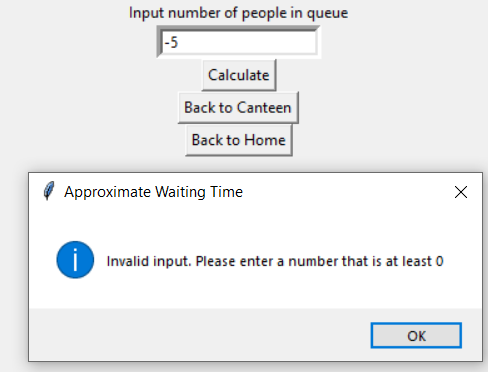 Input number of people in queue
-5
Calculate
Back to Canteen
Back to Home
Approximate Waiting Time
Invalid input. Please enter a number that is at least 0
OK